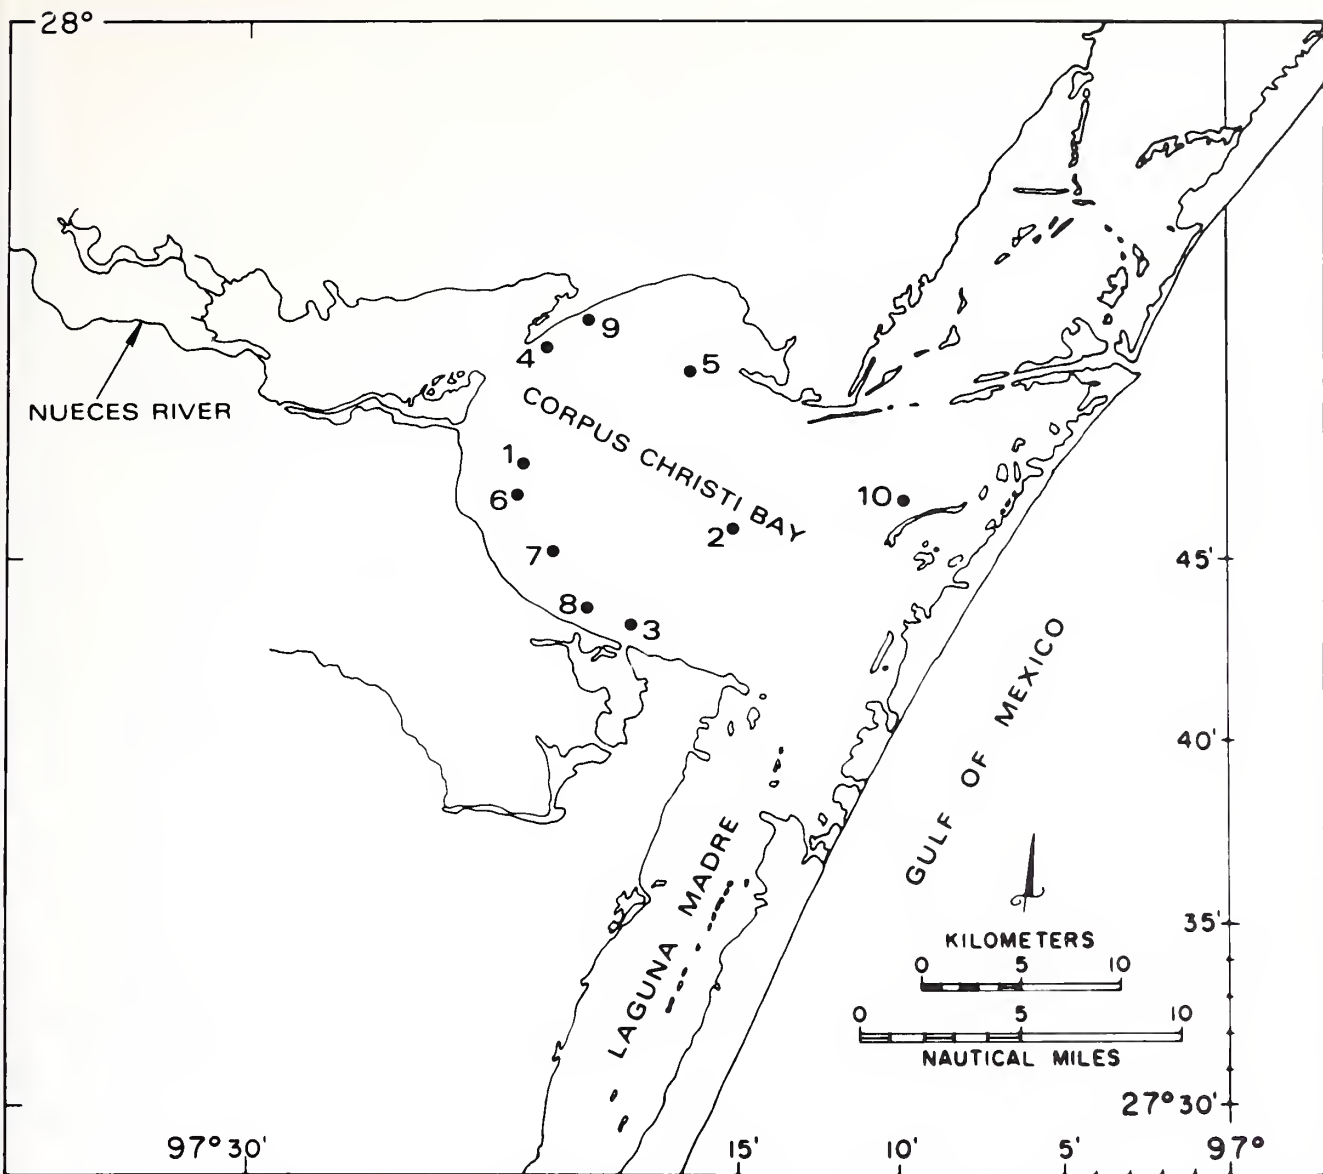 28°
9
4
5
NUECES RIVER
CORPUS CHRISTI BAY
1
6
10
2
7
45'
8
3
GULF OF MEXICO
40'
LAGUNA MADRE
35'
KILOMETERS
0 5 10
0 5 10
NAUTICAL MILES
27°30'
97°30' 15' 10' 5' 97°